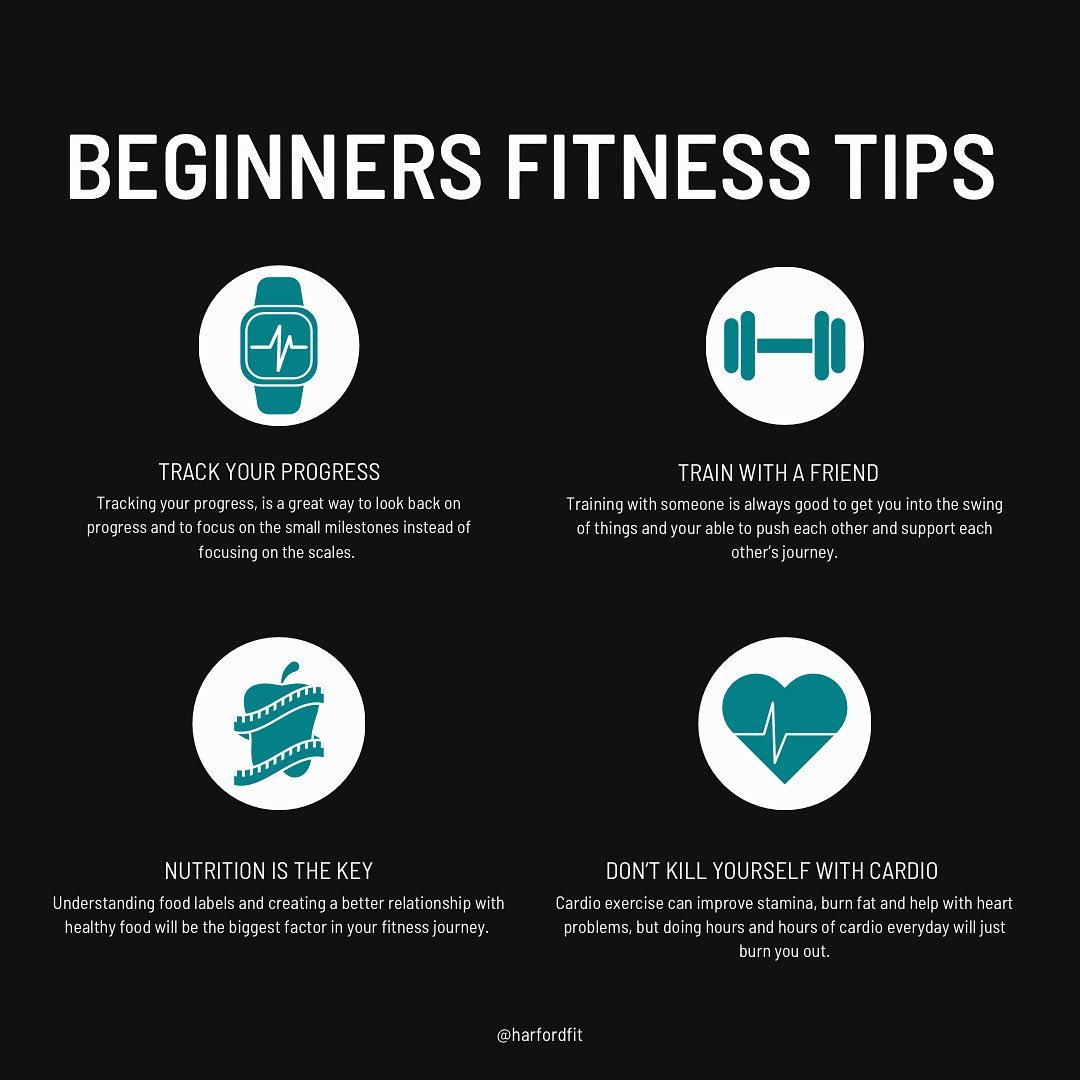 BEGINNERS FITNESS TIPS
TRACK YOUR PROGRESS
Tracking your progress, is a great way to look back on
progress and to focus on the small milestones instead of
focusing on the scales.
TRAIN WITH A FRIEND
Training with someone is always good to get you into the swing
of things and your able to push each other and support each
other's journey.
NUTRITION IS THE KEY
Understanding food labels and creating a better relationship with
healthy food will be the biggest factor in your fitness journey.
DON'T KILL YOURSELF WITH CARDIO
Cardio exercise can improve stamina, burn fat and help with heart
problems, but doing hours and hours of cardio everyday will just
burn you out.
@harfordfit